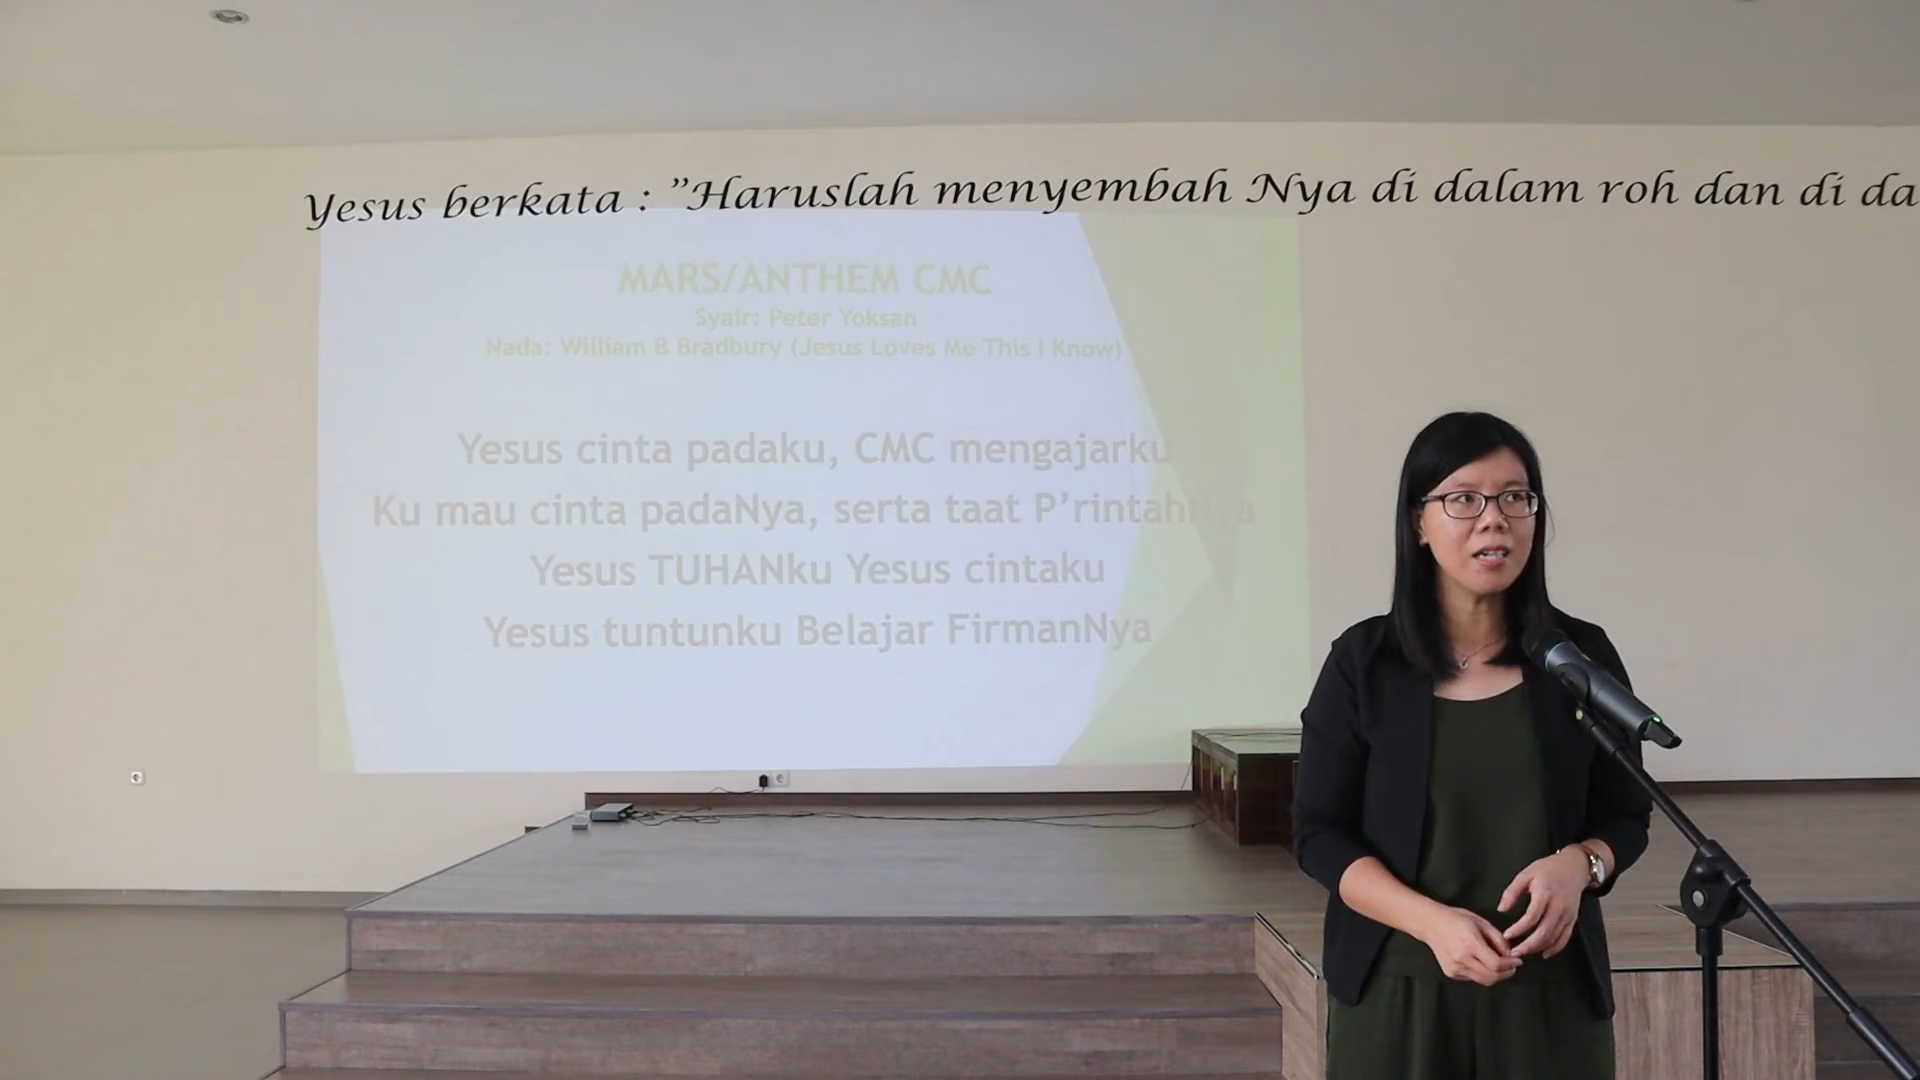 Yesus berkata : "Haruslah menyembah Nya di dalam roh dan di da
MARS/ANTHEM CMC
Syair: Peter Yoksan
Nada: William B Bradbury (Jesus Loves Me This I Know)
Yesus cinta padaku, CMC mengajarku
Ku mau cinta padaNya, serta taat P'rintahNya
Yesus TUHANku Yesus cintaku
Yesus tuntunku Belajar FirmanNya